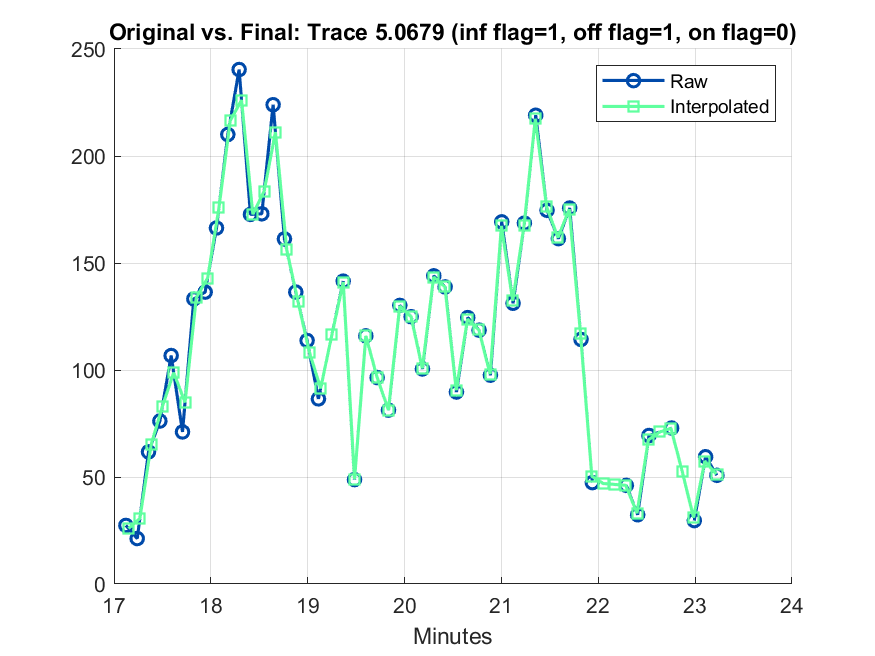 Original vs. Final: Trace 5.0679 (inf flag=1, off flag=1, on flag=0)
250
200
150
100
50
0
Raw
Interpolated
17 18 19 20 21 22 23 24
Minutes